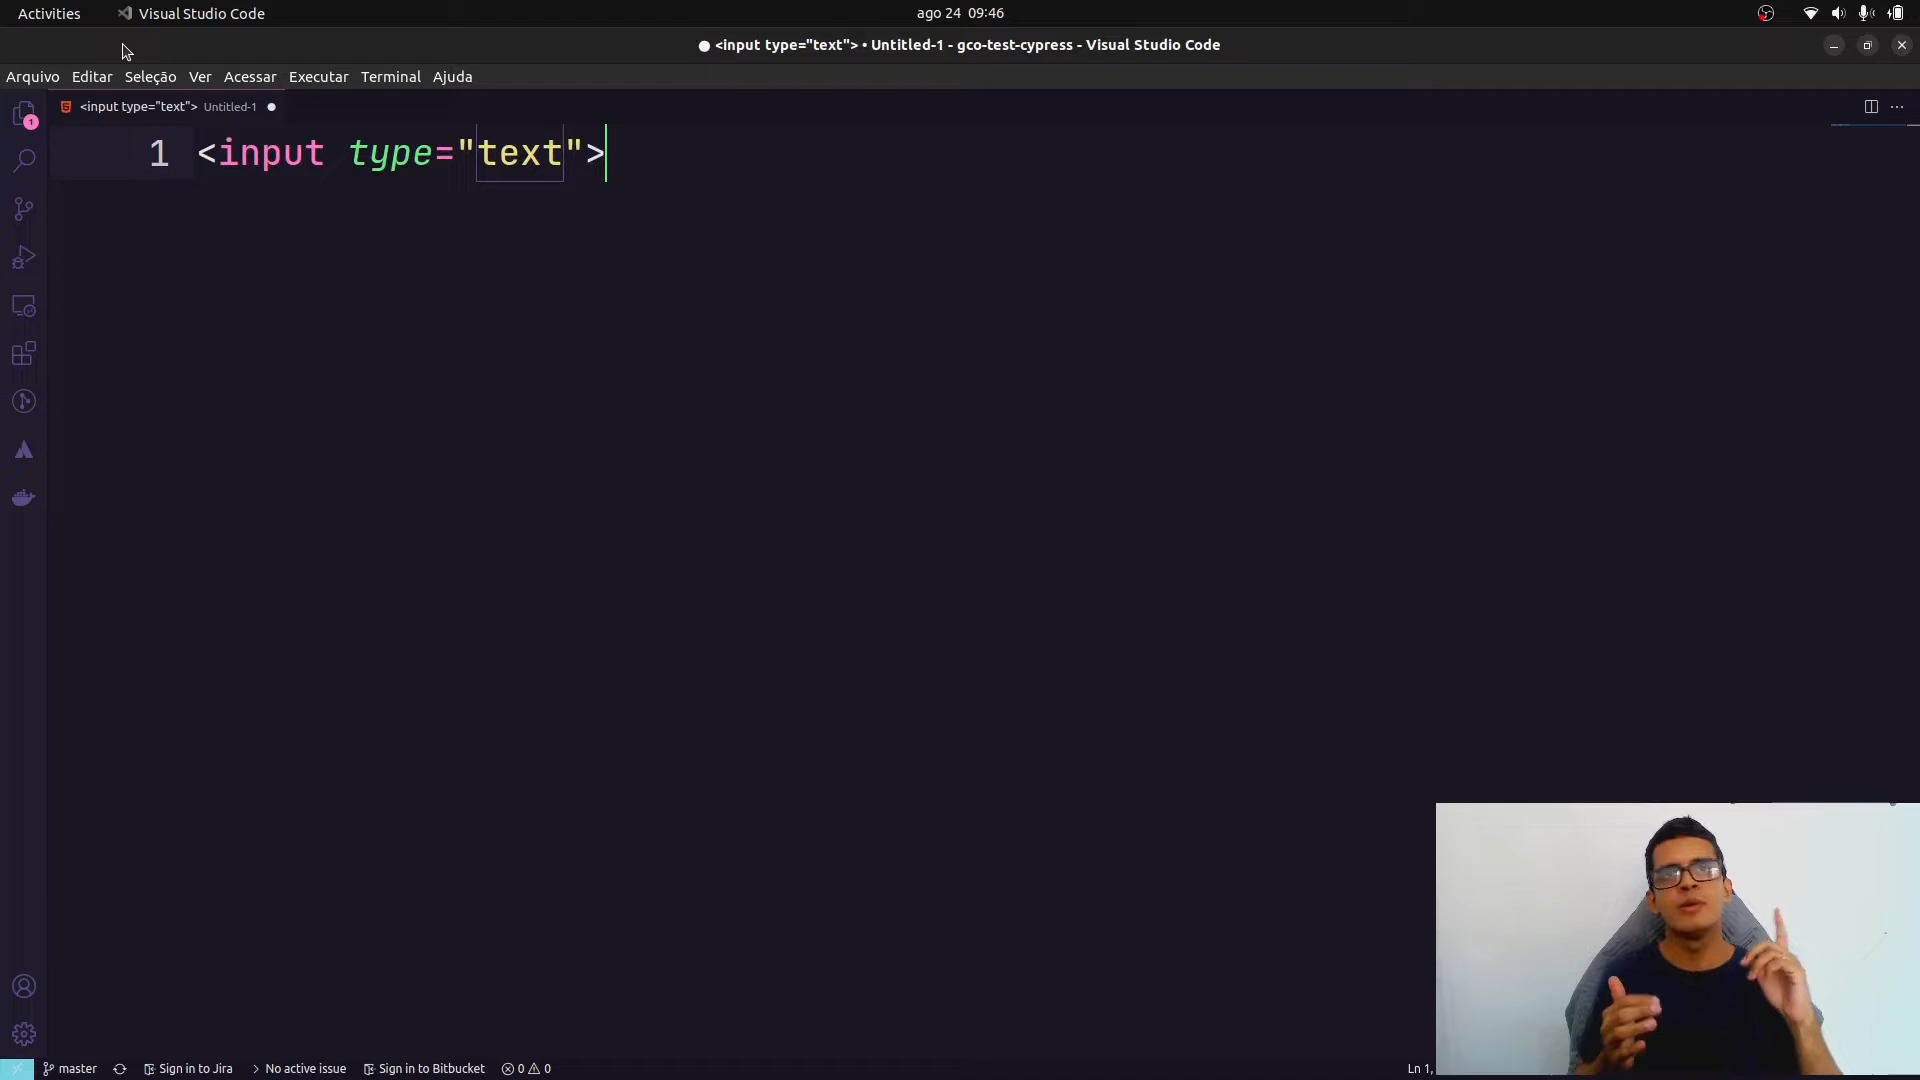 Activities Visual Studio Code ago 24 09:46
<input type="text"> • Untitled-1 - gco-test-cypress - Visual Studio Code
Arquivo Editar Seleção Ver Acessar Executar Terminal Ajuda
<input type="text"> Untitled-1
1
1 <input type="text">
master Sign in to Jira No active issue Sign in to Bitbucket 0 0 Ln 1,